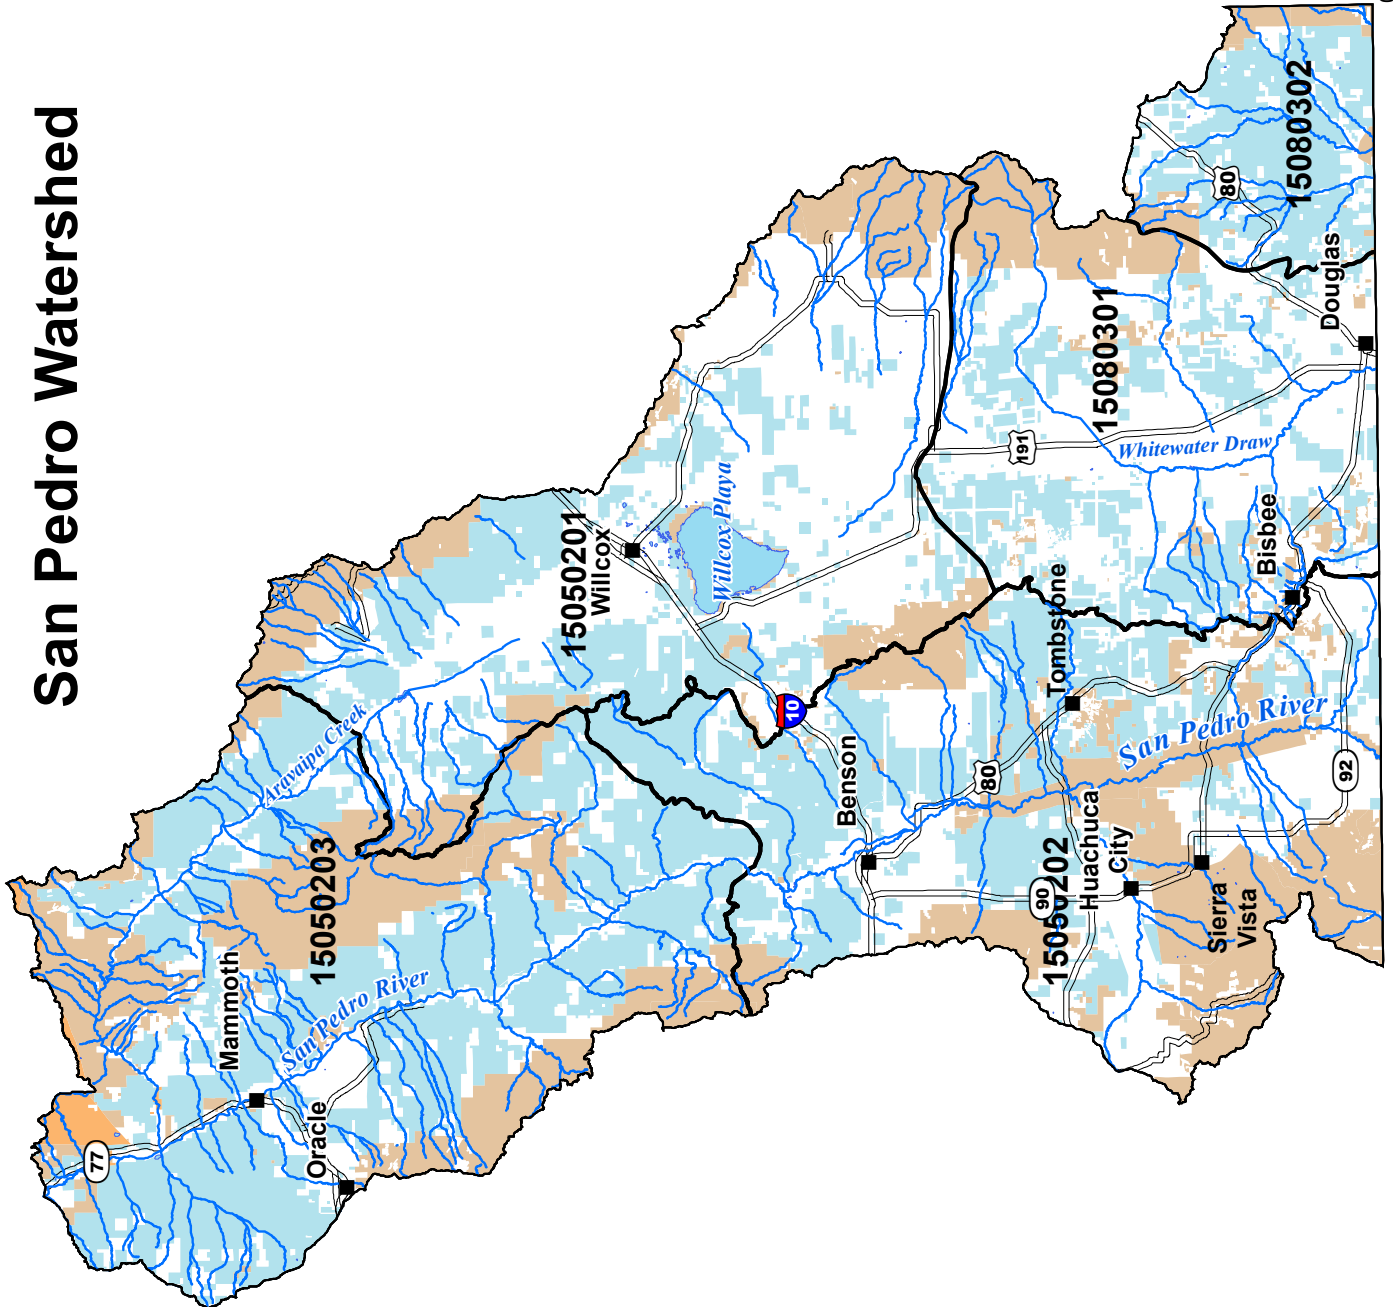 San Pedro Watershed
77
Mammoth
Oracle
San Pedro River
15050203
Aravaipa Creek
15050201
Willcox
Willcox Playa
10
Benson
80
90
15050202
Huachuca
City
Sierra
Vista
Tombstone
San Pedro River
92
Bisbee
191
15080301
Whitewater Draw
Douglas
80
15080302